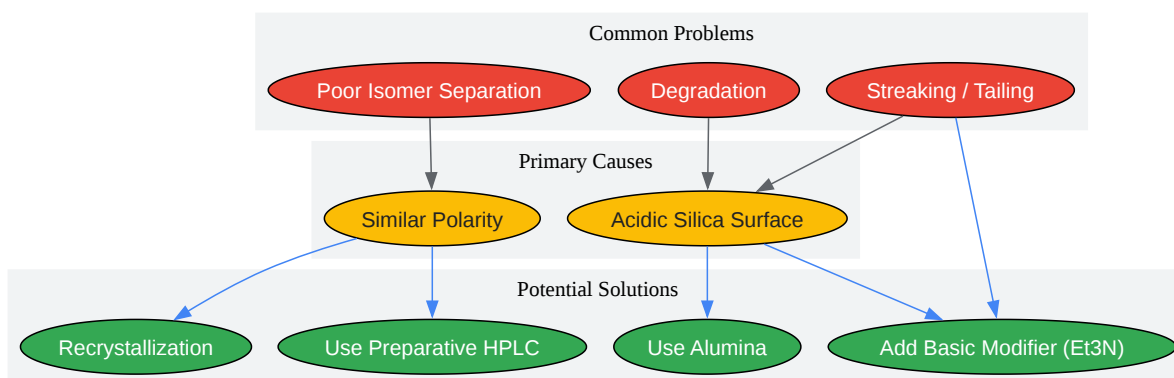 Common Problems
Poor Isomer Separation
Degradation
Streaking / Tailing
Primary Causes
Similar Polarity
Acidic Silica Surface
Potential Solutions
Recrystallization
Use Preparative HPLC
Use Alumina
Add Basic Modifier (Et3N)